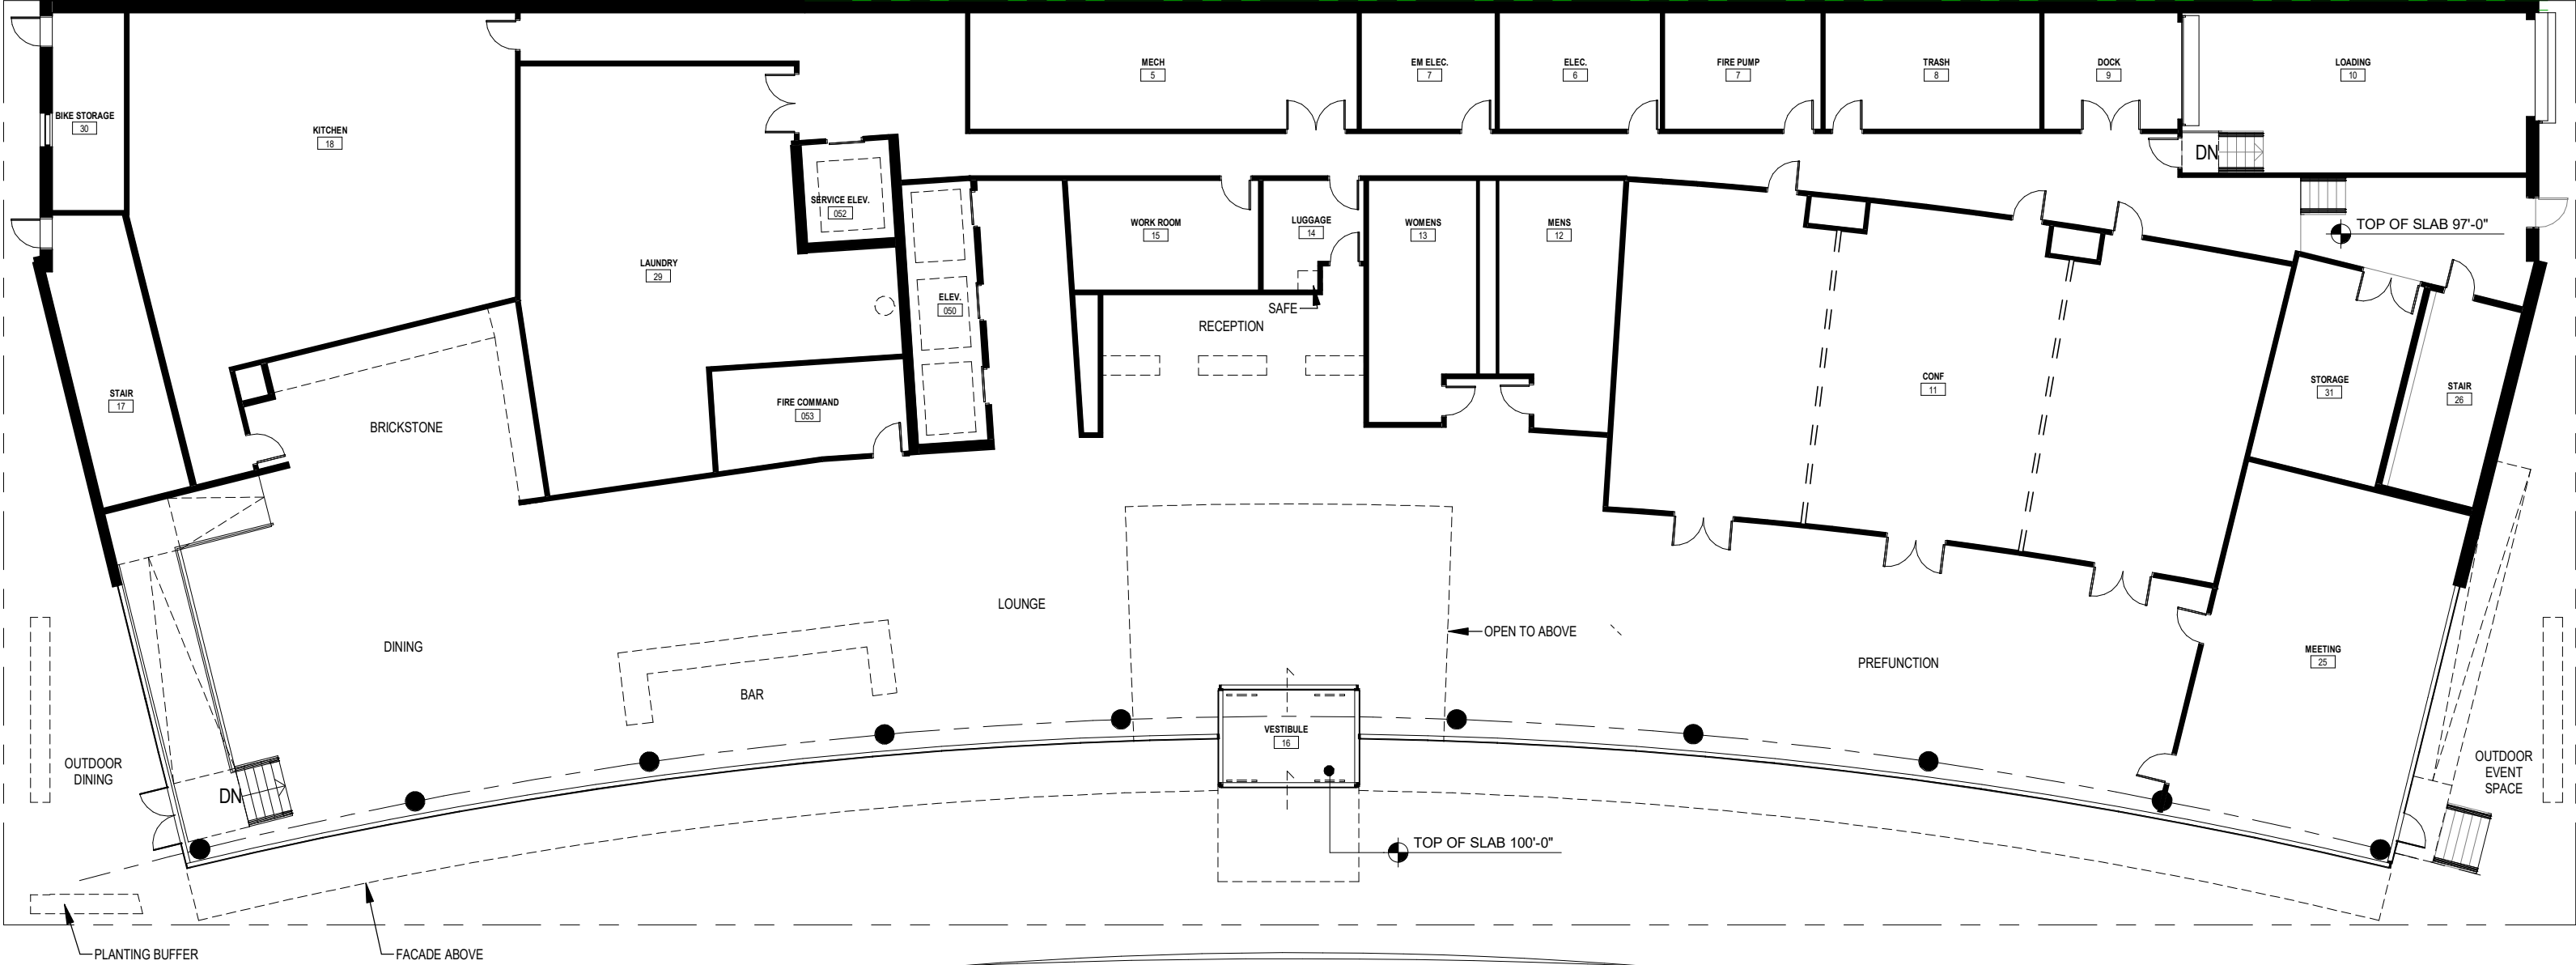 MECH
5
EM ELEC.
7
ELEC.
6
FIRE PUMP
7
TRASH
8
DOCK
9
LOADING
10
BIKE STORAGE
30
KITCHEN
18
DN
SERVICE ELEV.
052
WORK ROOM
15
LUGGAGE
14
WOMENS
13
MENS
12
TOP OF SLAB 97'-0"
LAUNDRY
29
ELEV.
050
SAFE
RECEPTION
STAIR
17
FIRE COMMAND
053
CONF
11
STORAGE
31
STAIR
26
BRICKSTONE
LOUNGE
OPEN TO ABOVE
DINING
PREFUNCTION
MEETING
25
BAR
VESTIBULE
16
OUTDOOR
DINING
DN
OUTDOOR
EVENT
SPACE
TOP OF SLAB 100'-0"
PLANTING BUFFER
FACADE ABOVE